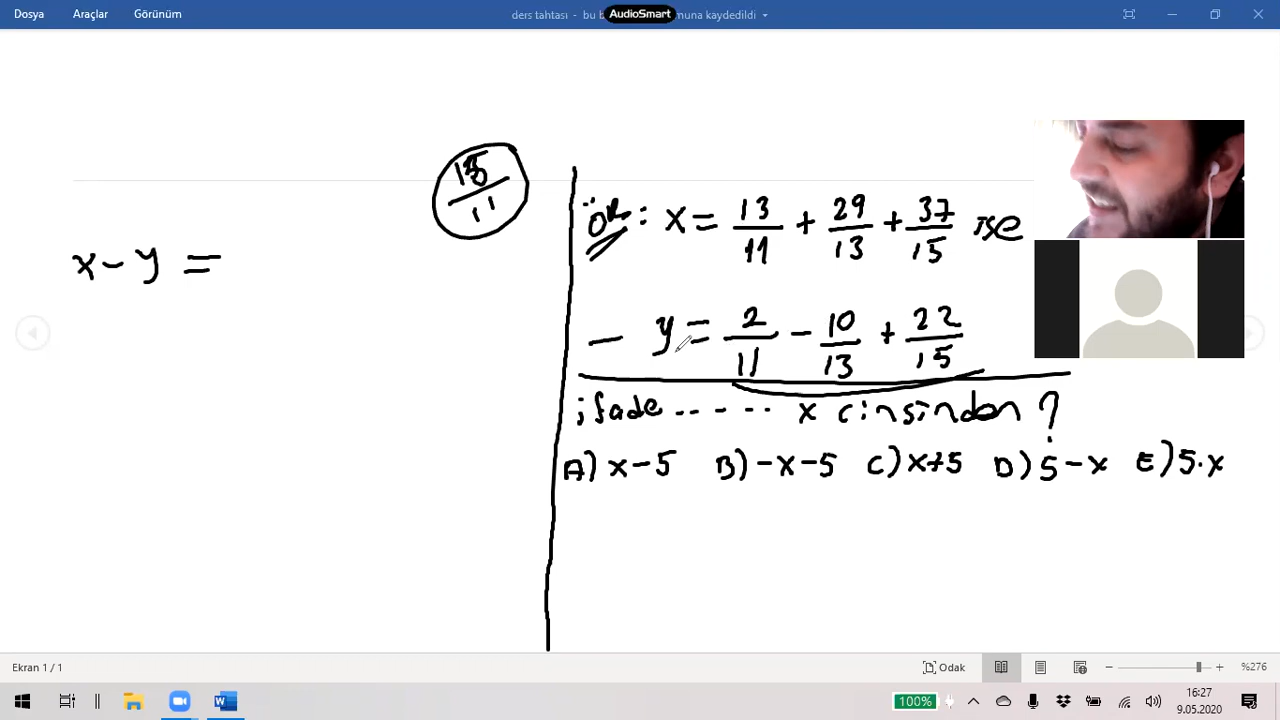 Dosya Araçlar Görünüm
ders tahtası - bu b
AudioSmart
muna kaydedildi
11
x - y =
ÖR: x = 13/11 + 29/13 + 37/15 ise
- y = 2/11 - 10/13 + 22/15
ifade ...... x cinsinden ?
A) x - 5 B) -x - 5 C) x + 5 D) 5 - x E) 5.x
Ekran 1 / 1
Odak
%276
100%
16:27
9.05.2020